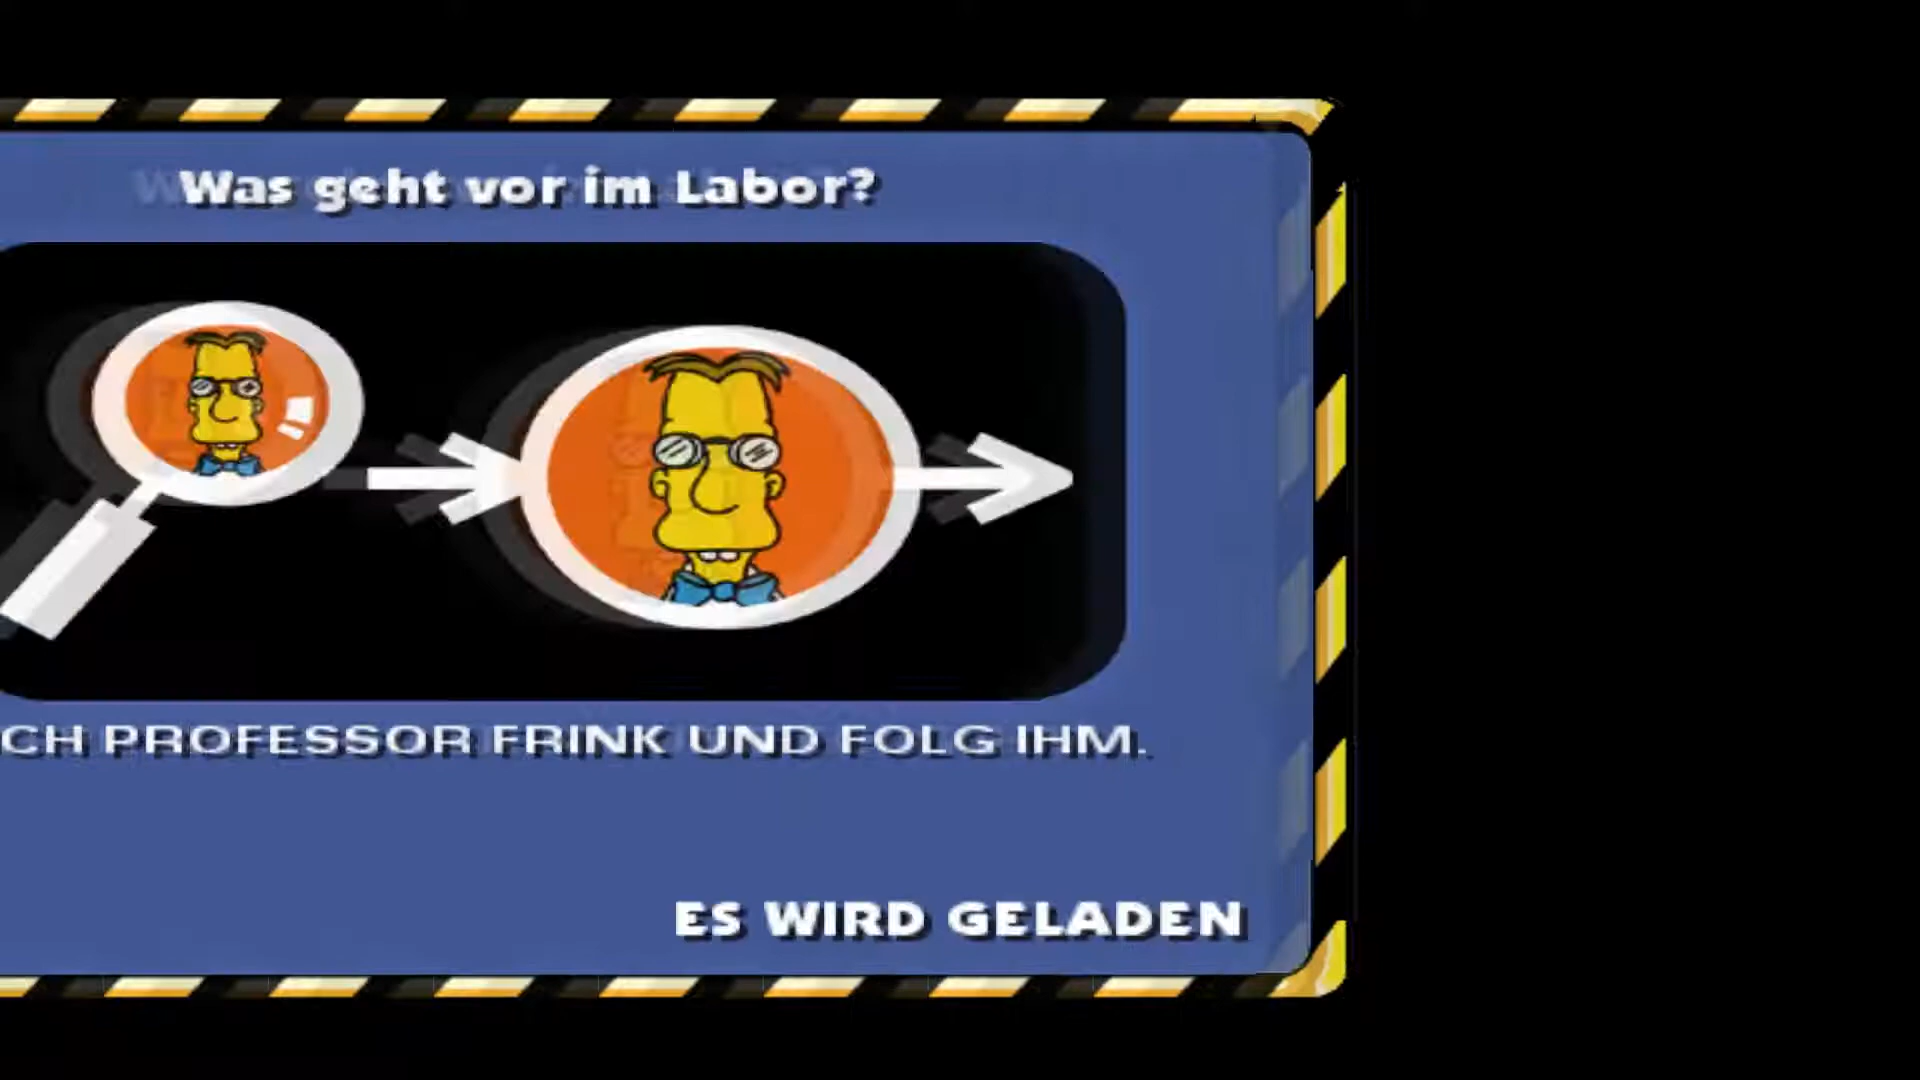 Was geht vor im Labor?
CH PROFESSOR FRINK UND FOLG IHM.
ES WIRD GELADEN